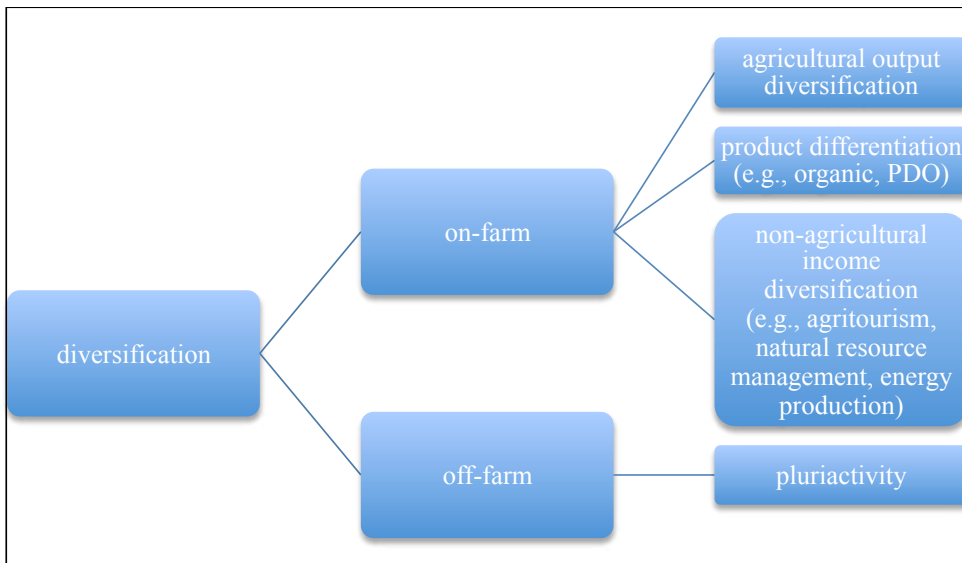 diversification
on-farm
off-farm
agricultural output
diversification
product differentiation
(e.g., organic, PDO)
non-agricultural
income
diversification
(e.g., agritourism,
natural resource
management, energy
production)
pluriactivity